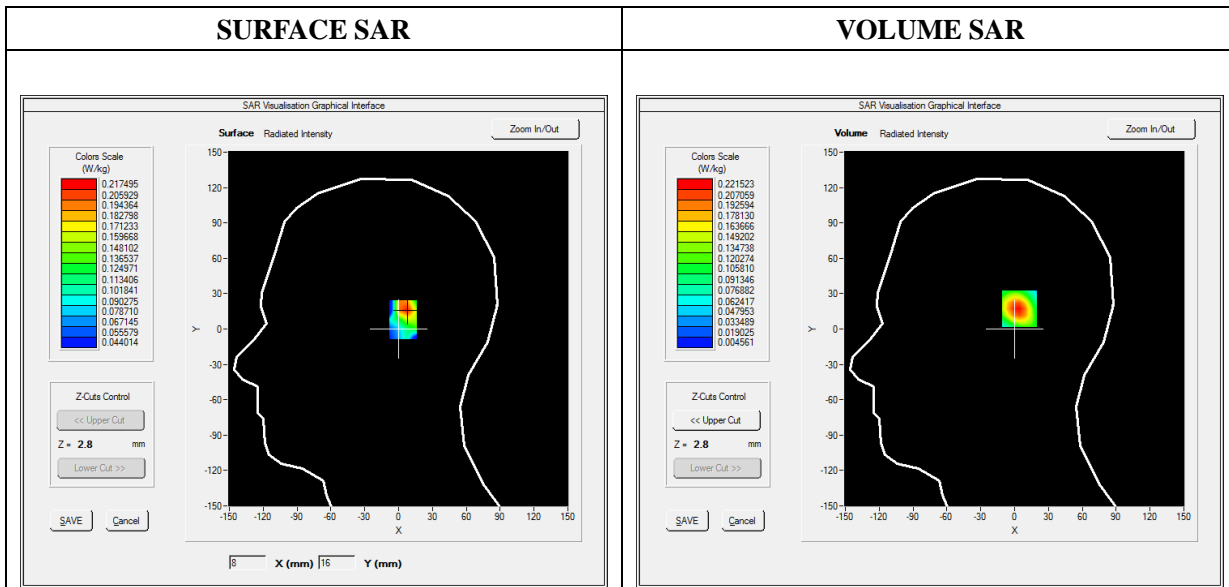 SURFACE SAR
VOLUME SAR
SAR Visualisation Graphical Interface
Surface Radiated Intensity
Zoom In/Out
Colors Scale
(W/kg)
0.217495
0.205929
0.194364
0.182798
0.171233
0.159668
0.148102
0.136537
0.124971
0.113406
0.101841
0.090275
0.078710
0.067145
0.055579
0.044014
Z-Cuts Control
<< Upper Cut
Z = 2.8 mm
Lower Cut >>
SAVE Cancel
150
120
90
60
30
0
-30
-60
-90
-120
-150
Y
-150 -120 -90 -60 -30 0 30 60 90 120 150
X
8 X (mm) 16 Y (mm)
SAR Visualisation Graphical Interface
Volume Radiated Intensity
Zoom In/Out
Colors Scale
(W/kg)
0.221523
0.207059
0.192594
0.178130
0.163666
0.149202
0.134738
0.120274
0.105810
0.091346
0.076882
0.062417
0.047953
0.033489
0.019025
0.004561
Z-Cuts Control
<< Upper Cut
Z = 2.8 mm
Lower Cut >>
SAVE Cancel
150
120
90
60
30
0
-30
-60
-90
-120
-150
Y
-150 -120 -90 -60 -30 0 30 60 90 120 150
X